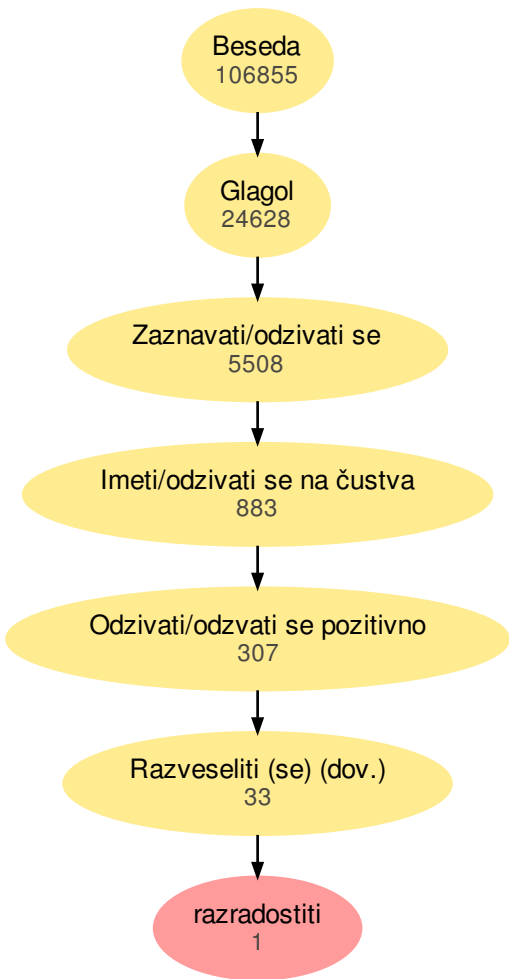 Beseda
106855
Glagol
24628
Zaznavati/odzivati se
5508
Imeti/odzivati se na čustva
883
Odzivati/odzvati se pozitivno
307
Razveseliti (se) (dov.)
33
razradostiti
1